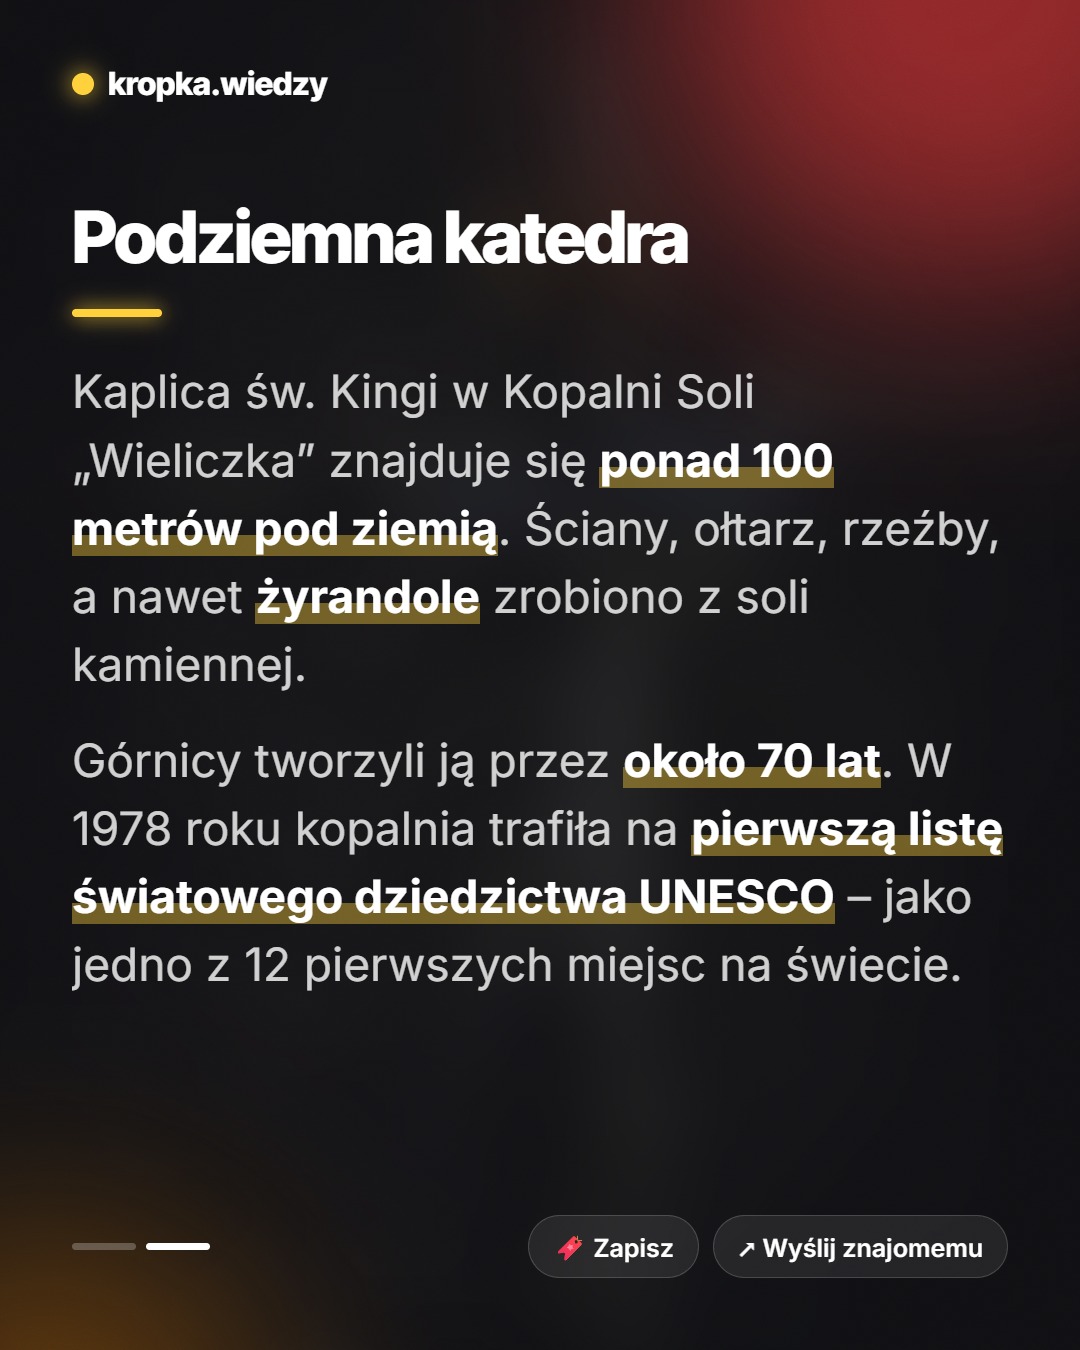 kropka.wiedzy
Podziemna katedra
Kaplica św. Kingi w Kopalni Soli
„Wieliczka” znajduje się ponad 100
metrów pod ziemią. Ściany, ołtarz, rzeźby,
a nawet żyrandole zrobiono z soli
kamiennej.
Górnicy tworzyli ją przez około 70 lat. W
1978 roku kopalnia trafiła na pierwszą listę
światowego dziedzictwa UNESCO – jako
jedno z 12 pierwszych miejsc na świecie.
Zapisz
↗ Wyślij znajomemu